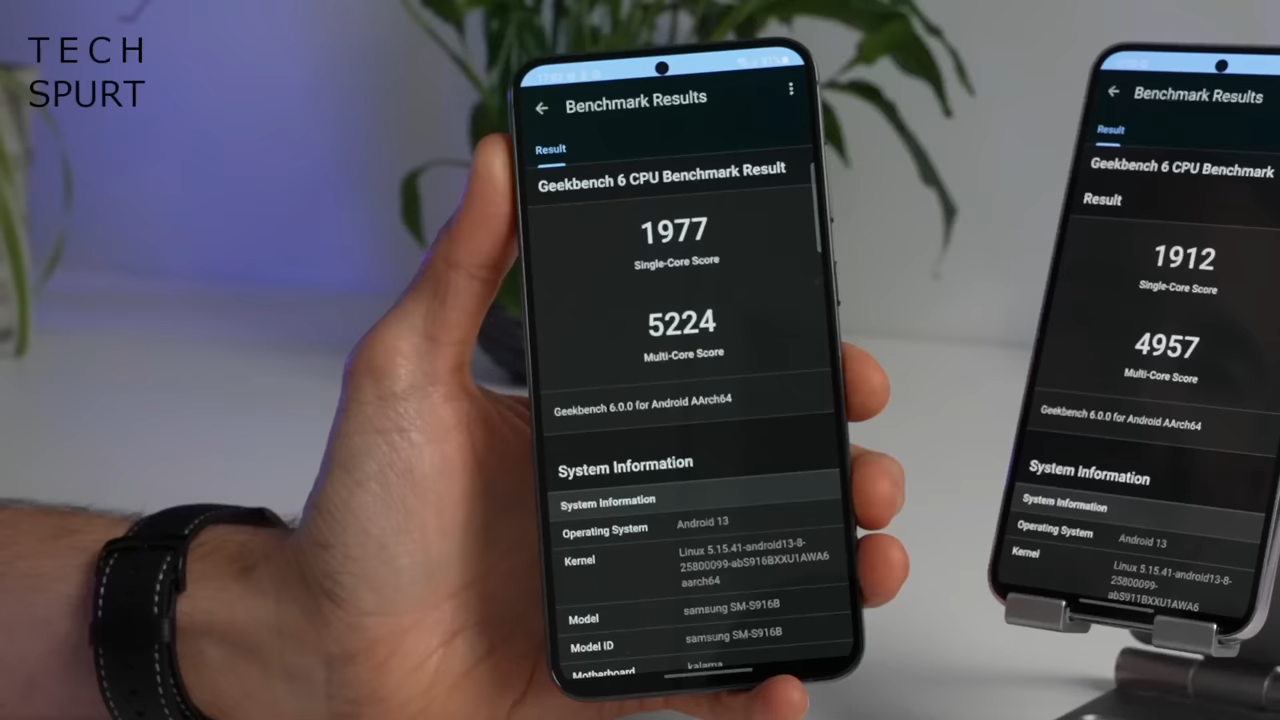 TECH
SPURT
Benchmark Results
Result
Geekbench 6 CPU Benchmark Result
1977
Single-Core Score
5224
Multi-Core Score
Geekbench 6.0.0 for Android AArch64
System Information
System Information
Operating System Android 13
Kernel Linux 5.15.41-android13-8-
25800099-abS916BXXU1AWA6
aarch64
Model samsung SM-S916B
Model ID samsung SM-S916B
Motherboard kalama
Benchmark Results
Result
Geekbench 6 CPU Benchmark
Result
1912
Single-Core Score
4957
Multi-Core Score
Geekbench 6.0.0 for Android AArch64
System Information
System Information
Operating System Android 13
Kernel Linux 5.15.41-android13-8-
25800099-
abS911BXXU1AWA6